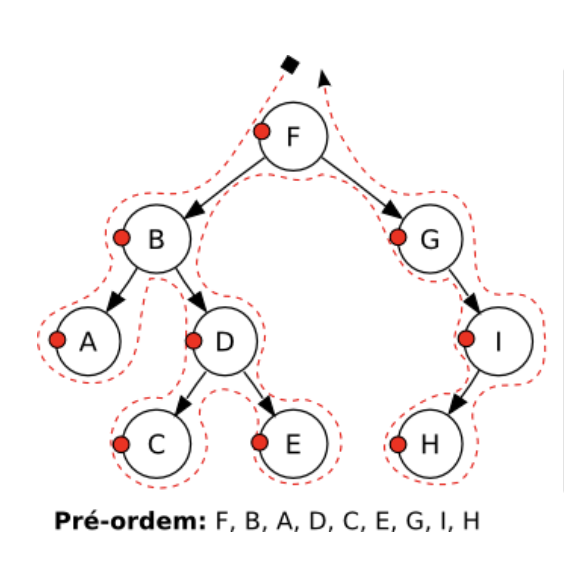 F
B
G
A
D
I
C
E
H
Pré-ordem: F, B, A, D, C, E, G, I, H